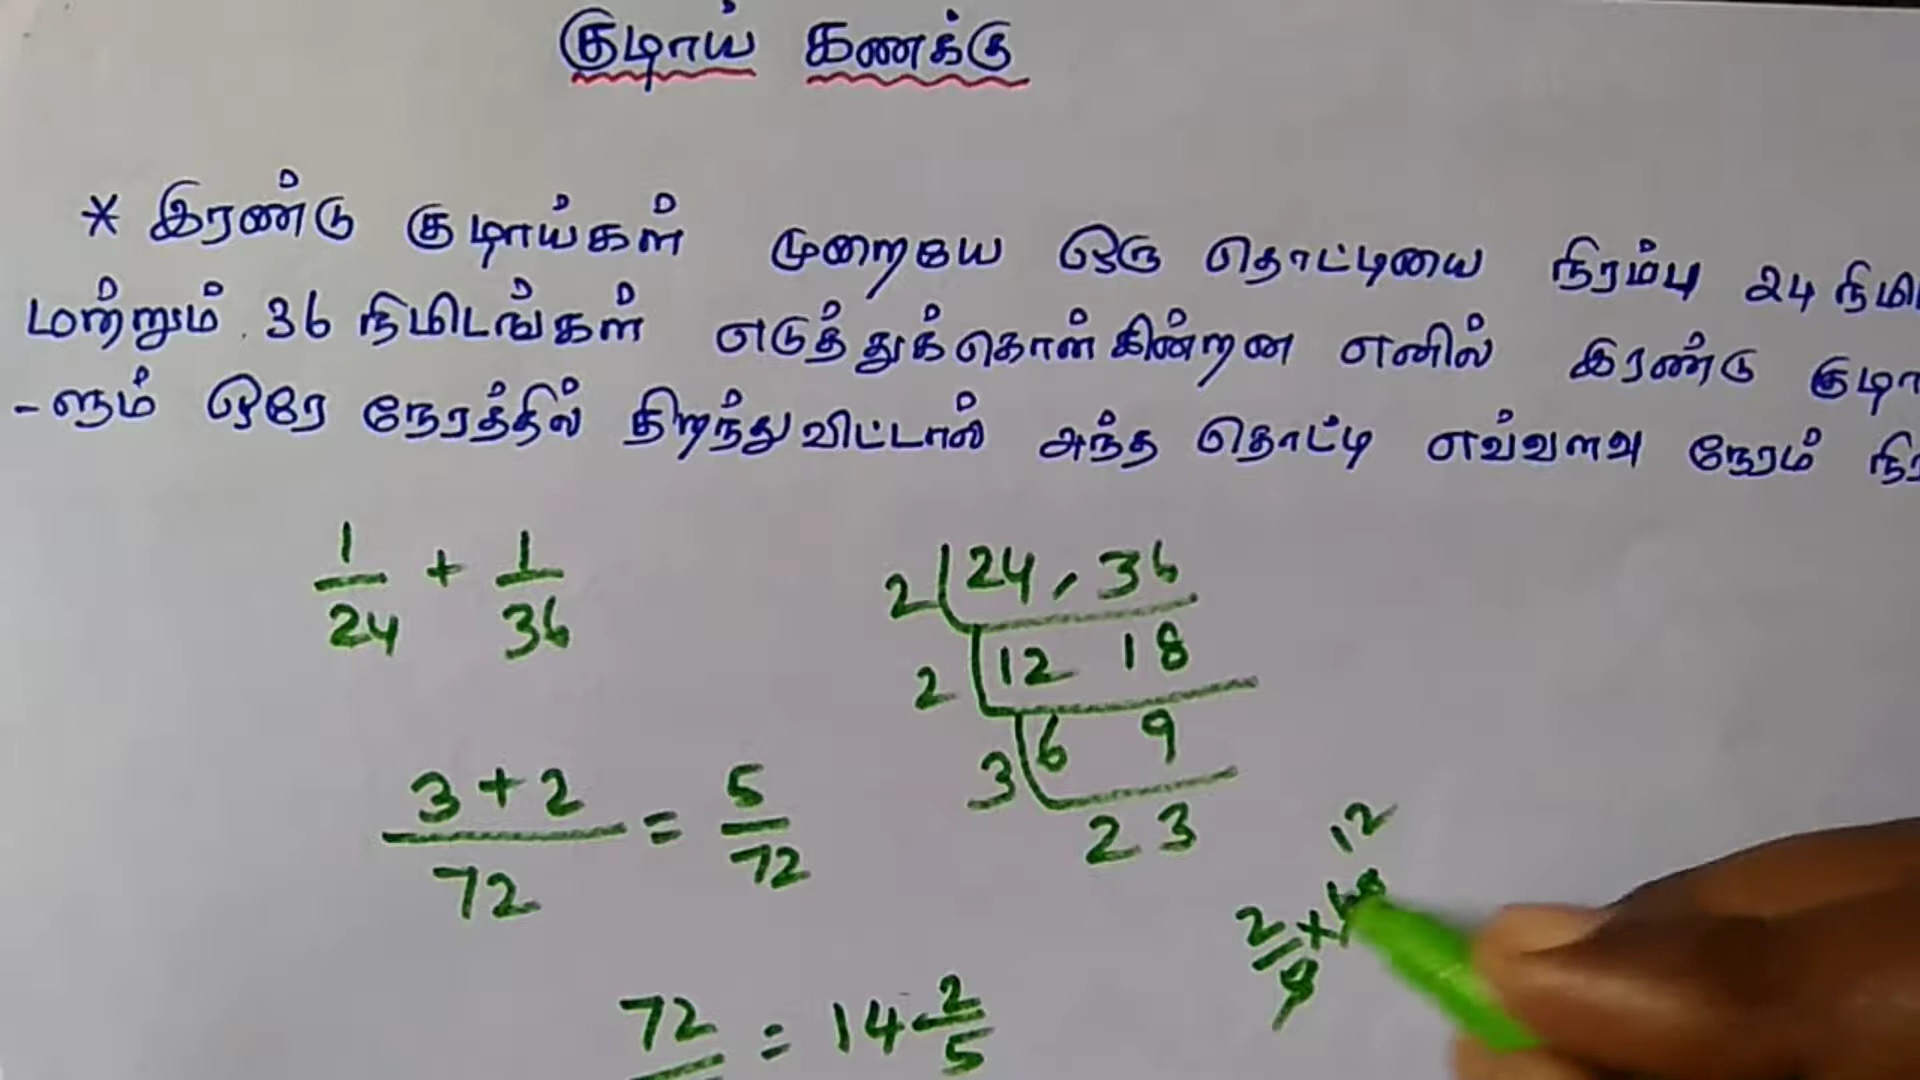 குடிாய் கணக்கு
* இரண்டு குடிாய்கள் முறையே ஒரு தொட்டியை நிரம்பு 24 நிமி
மற்றும் 36 நிமிடங்கள் எடுத்துக்கொள்கின்றன எனில் இரண்டு குடிா
-ளும் ஒரே நேரத்தில் திறந்துவிட்டால் அந்த தொட்டி எவ்வளவு நேரம் நிர
1/24 + 1/36
2 | 24, 36
2 | 12 18
3 | 6 9
2 3
3+2/72 = 5/72
12
72 = 14 2/5